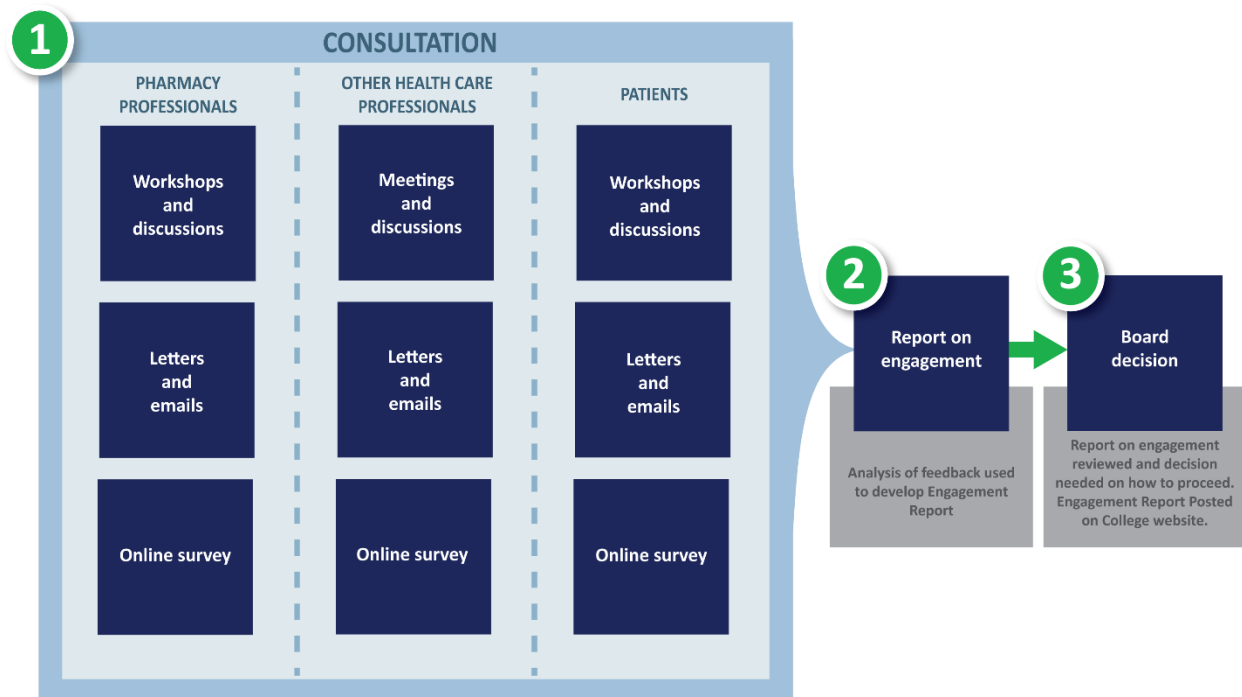 1
CONSULTATION
PHARMACY
PROFESSIONALS
Workshops
and
discussions
Letters
and
emails
Online survey
OTHER HEALTH CARE
PROFESSIONALS
Meetings
and
discussions
Letters
and
emails
Online survey
PATIENTS
Workshops
and
discussions
Letters
and
emails
Online survey
2
Report on
engagement
Analysis of feedback used
to develop Engagement
Report
3
Board
decision
Report on engagement
reviewed and decision
needed on how to proceed.
Engagement Report Posted
on College website.